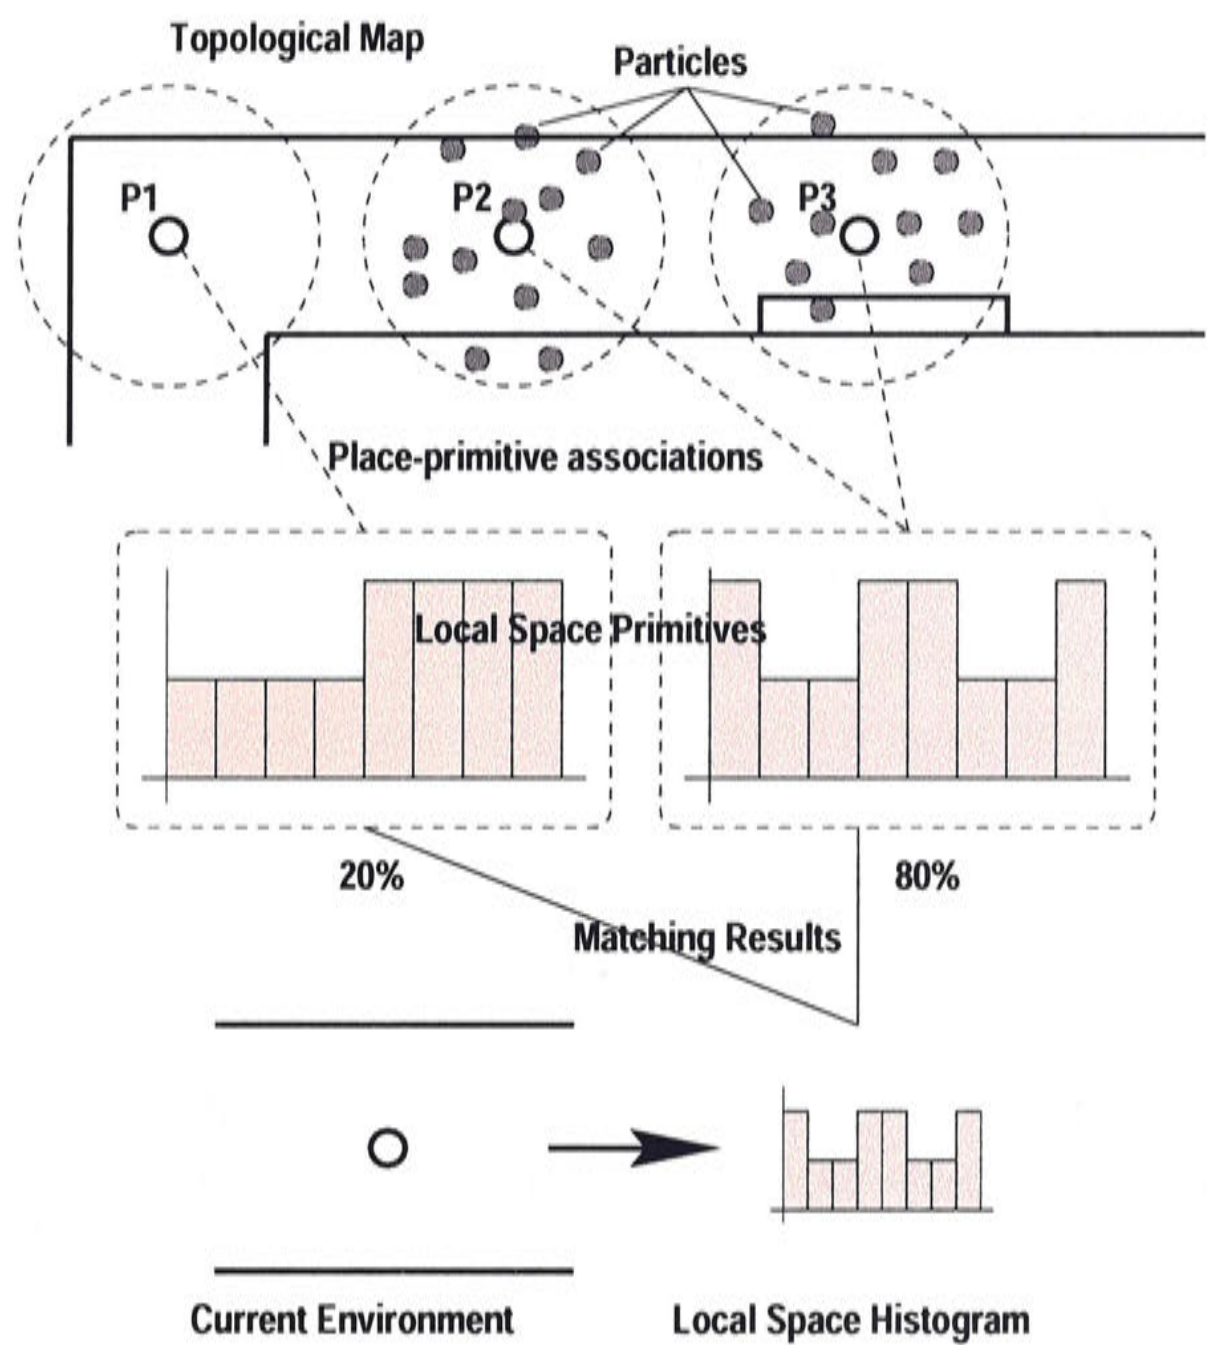 Topological Map
Particles
P1
P2
P3
Place-primitive associations
Local Space Primitives
20%
80%
Matching Results
Current Environment
Local Space Histogram